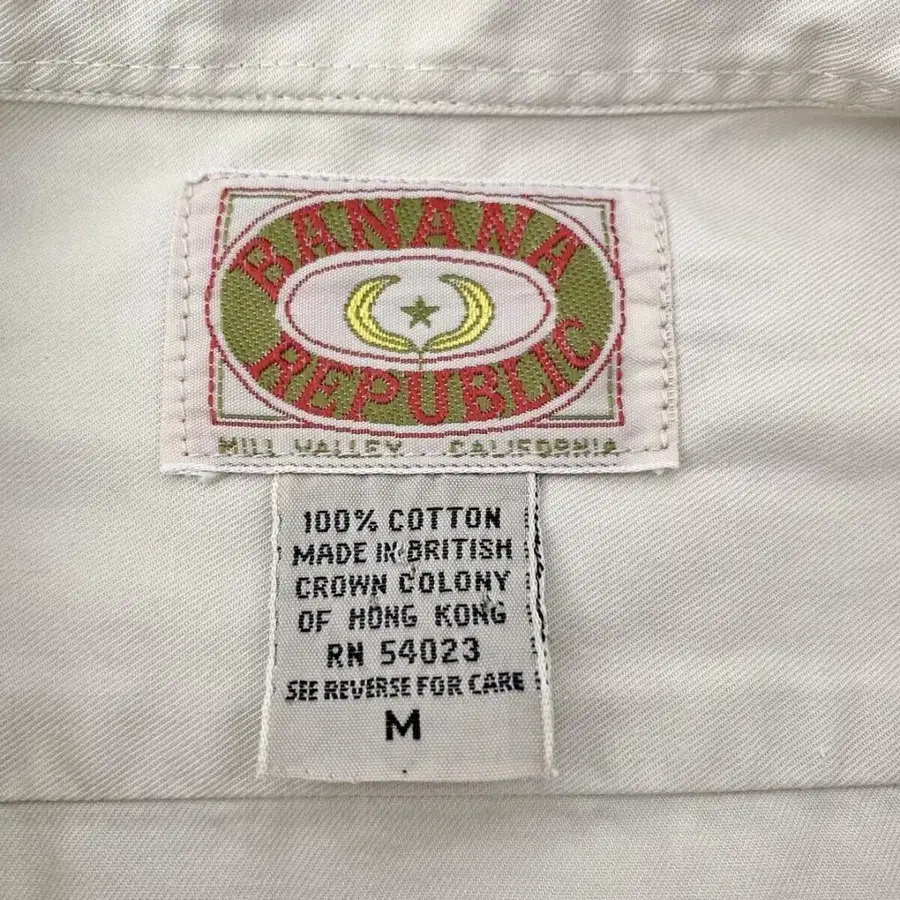 BANANA
REPUBLIC
MILL VALLEY CALIFORNIA
100% COTTON
MADE IN BRITISH
CROWN COLONY
OF HONG KONG
RN 54023
SEE REVERSE FOR CARE
M